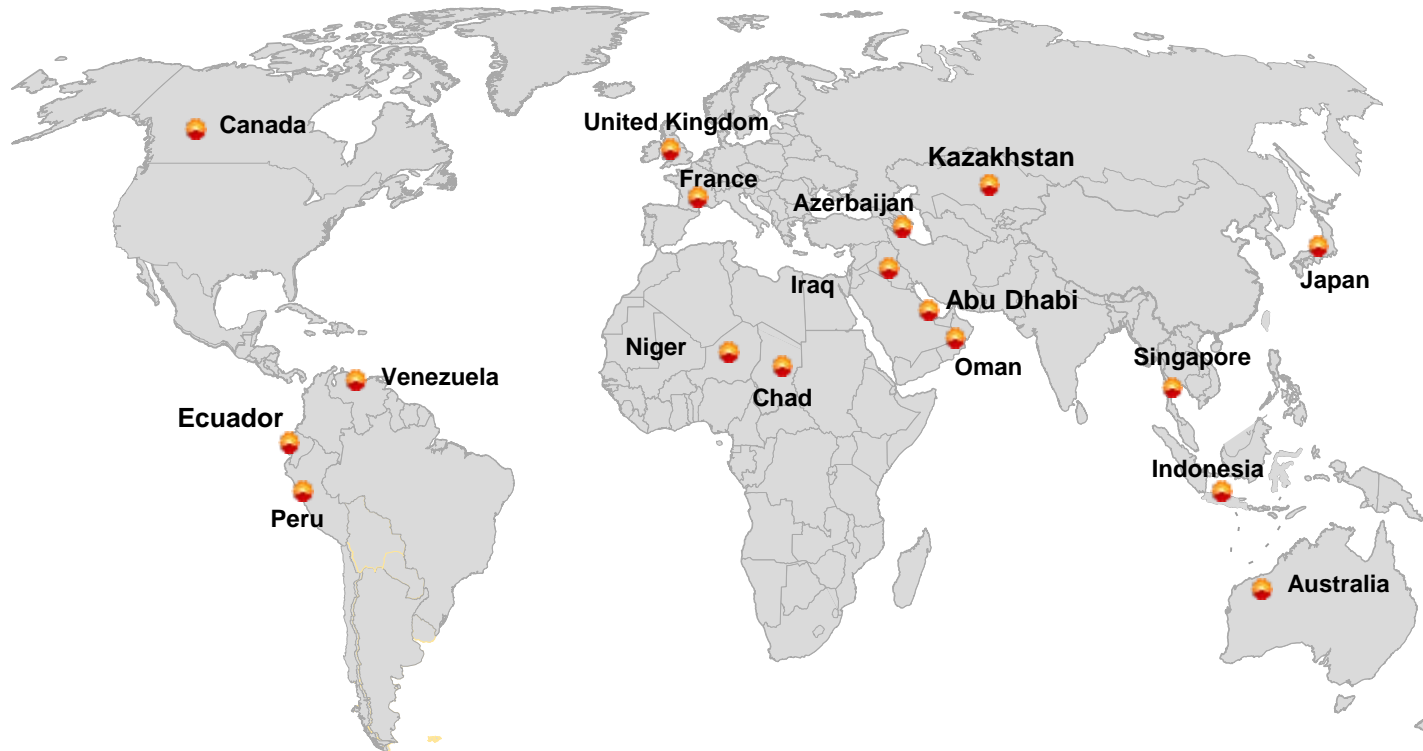 Canada
United Kingdom
Kazakhstan
France
Azerbaijan
Iraq
Japan
Abu Dhabi
Niger
Singapore
Oman
Venezuela
Chad
Ecuador
Indonesia
Peru
Australia